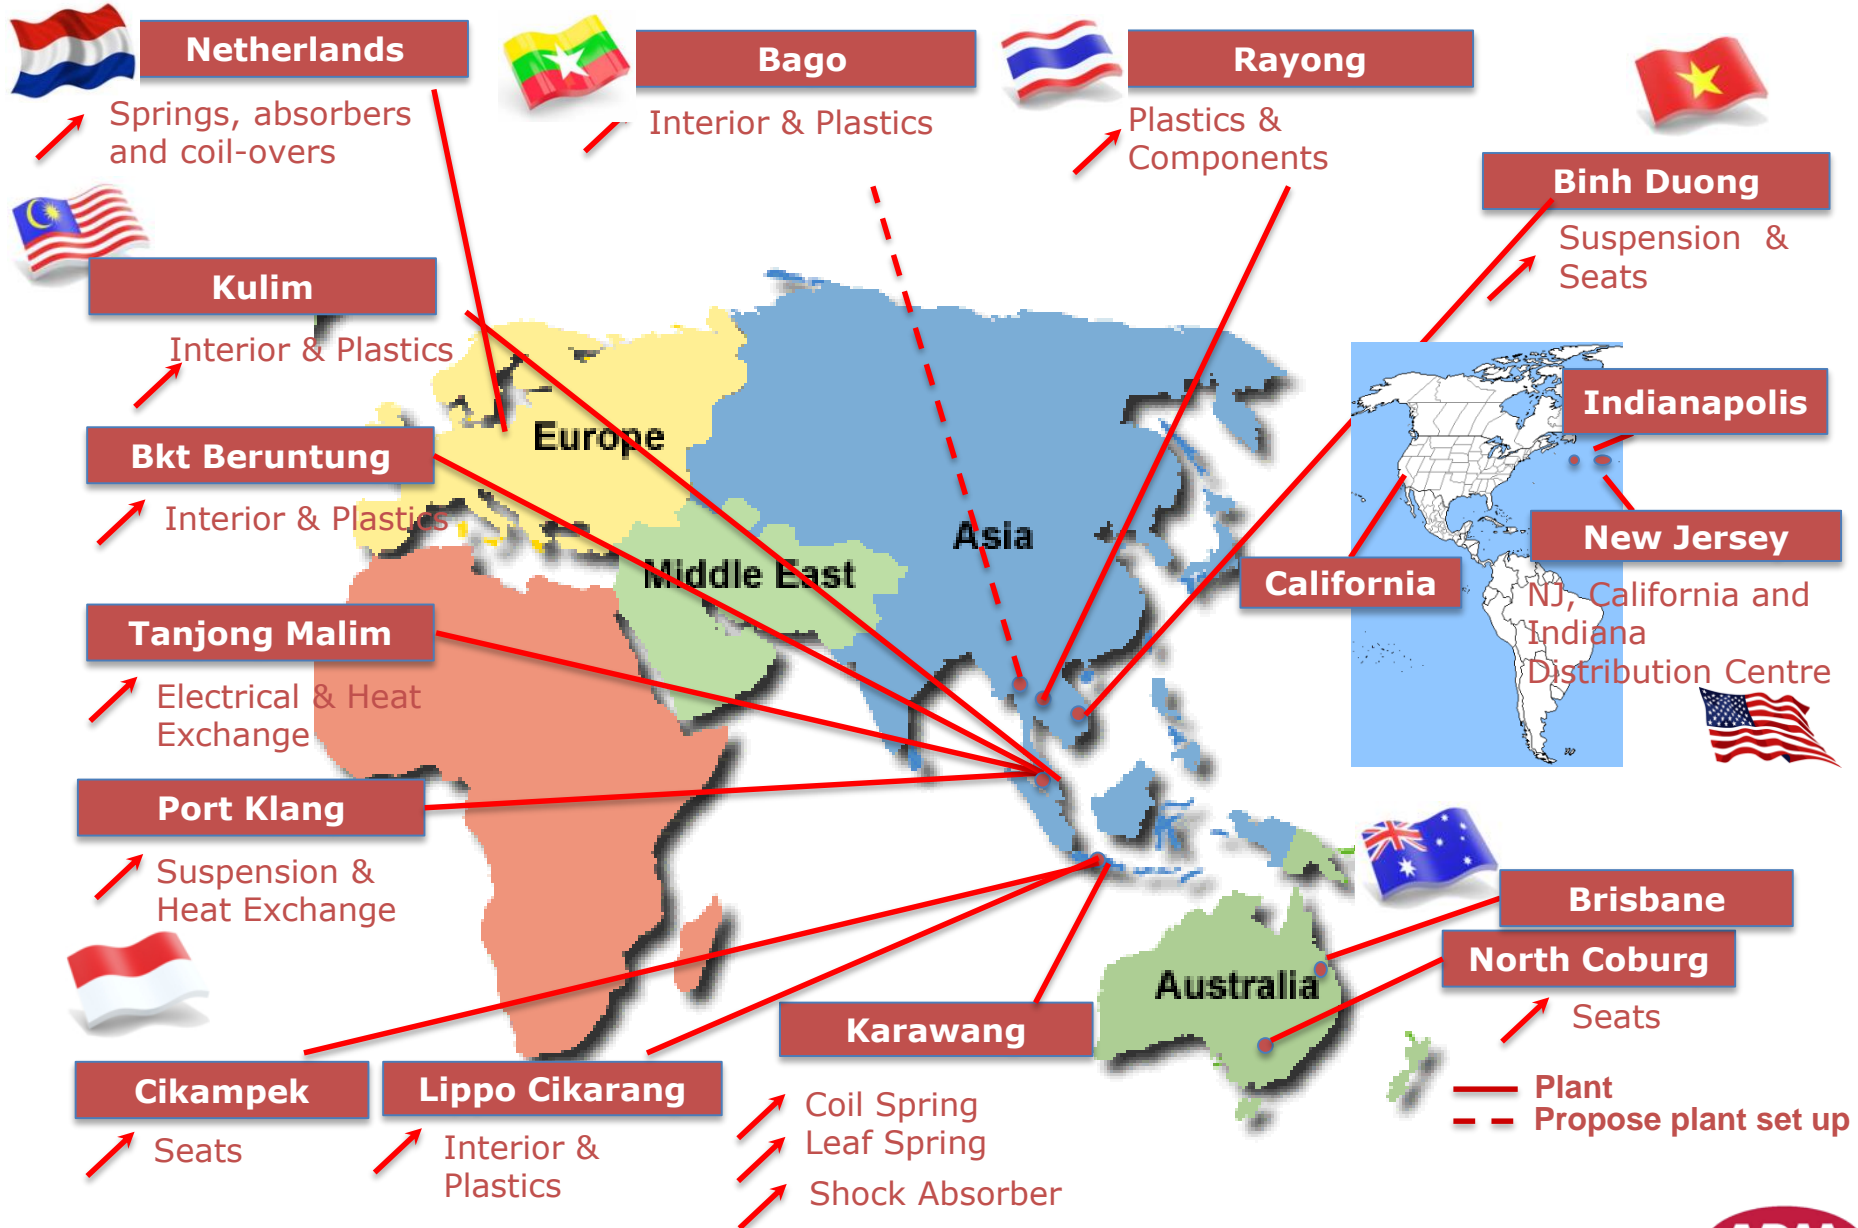 Netherlands
Springs, absorbers
and coil-overs
Bago
Interior & Plastics
Rayong
Plastics &
Components
Binh Duong
Suspension &
Seats
Kulim
Interior & Plastics
Bkt Beruntung
Interior & Plastics
Tanjong Malim
Electrical & Heat
Exchange
Port Klang
Suspension &
Heat Exchange
Europe
Middle East
Asia
Australia
Indianapolis
New Jersey
California
NJ, California and
Indiana
Distribution Centre
Brisbane
North Coburg
Seats
Cikampek
Seats
Lippo Cikarang
Interior &
Plastics
Karawang
Coil Spring
Leaf Spring
Shock Absorber
Plant
Propose plant set up